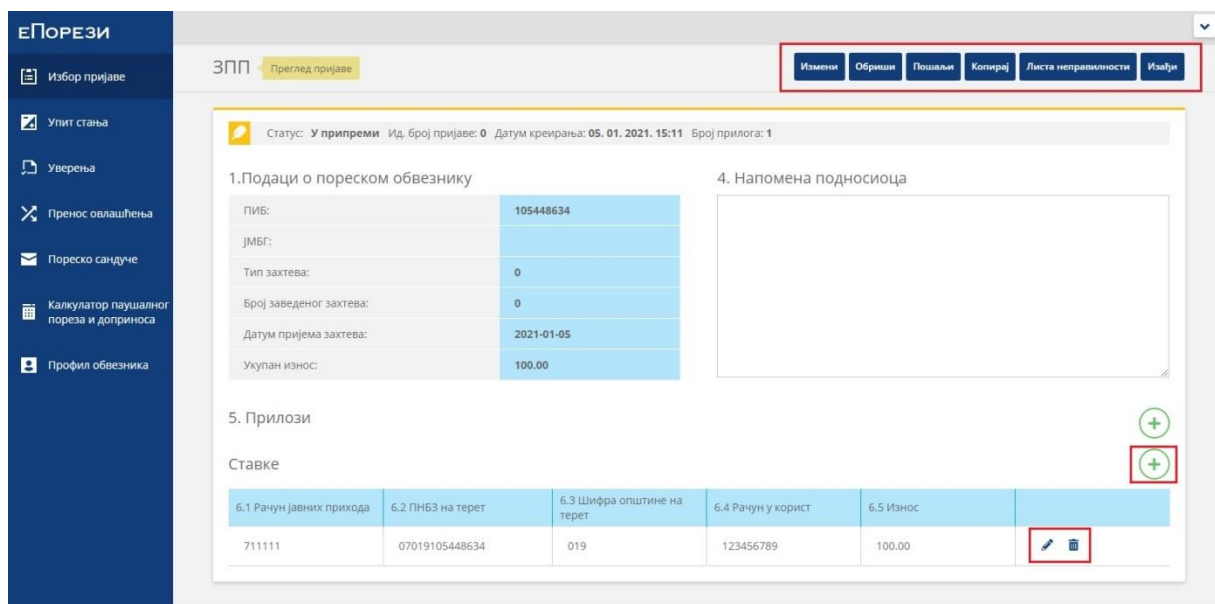 еПорези
Избор пријаве
Упит стања
Уверења
Пренос овлашћења
Пореско сандуче
Калкулатор паушалног
пореза и доприноса
Профил обвезника
ЗПП Преглед пријаве
Измени Обриши Пошаљи Копирај Листа неправилности Изађи
Статус: У припреми Ид. број пријаве: 0 Датум креирања: 05. 01. 2021. 15:11 Број прилога: 1
1.Подаци о пореском обвезнику
ПИБ: 105448634
ЈМБГ:
Тип захтева: 0
Број заведеног захтева: 0
Датум пријема захтева: 2021-01-05
Укупан износ: 100.00
4. Напомена подносиоца
5. Прилози
Ставке
6.1 Рачун јавних прихода 6.2 ПНБЗ на терет 6.3 Шифра општине на терет 6.4 Рачун у корист 6.5 Износ
711111 07019105448634 019 123456789 100.00